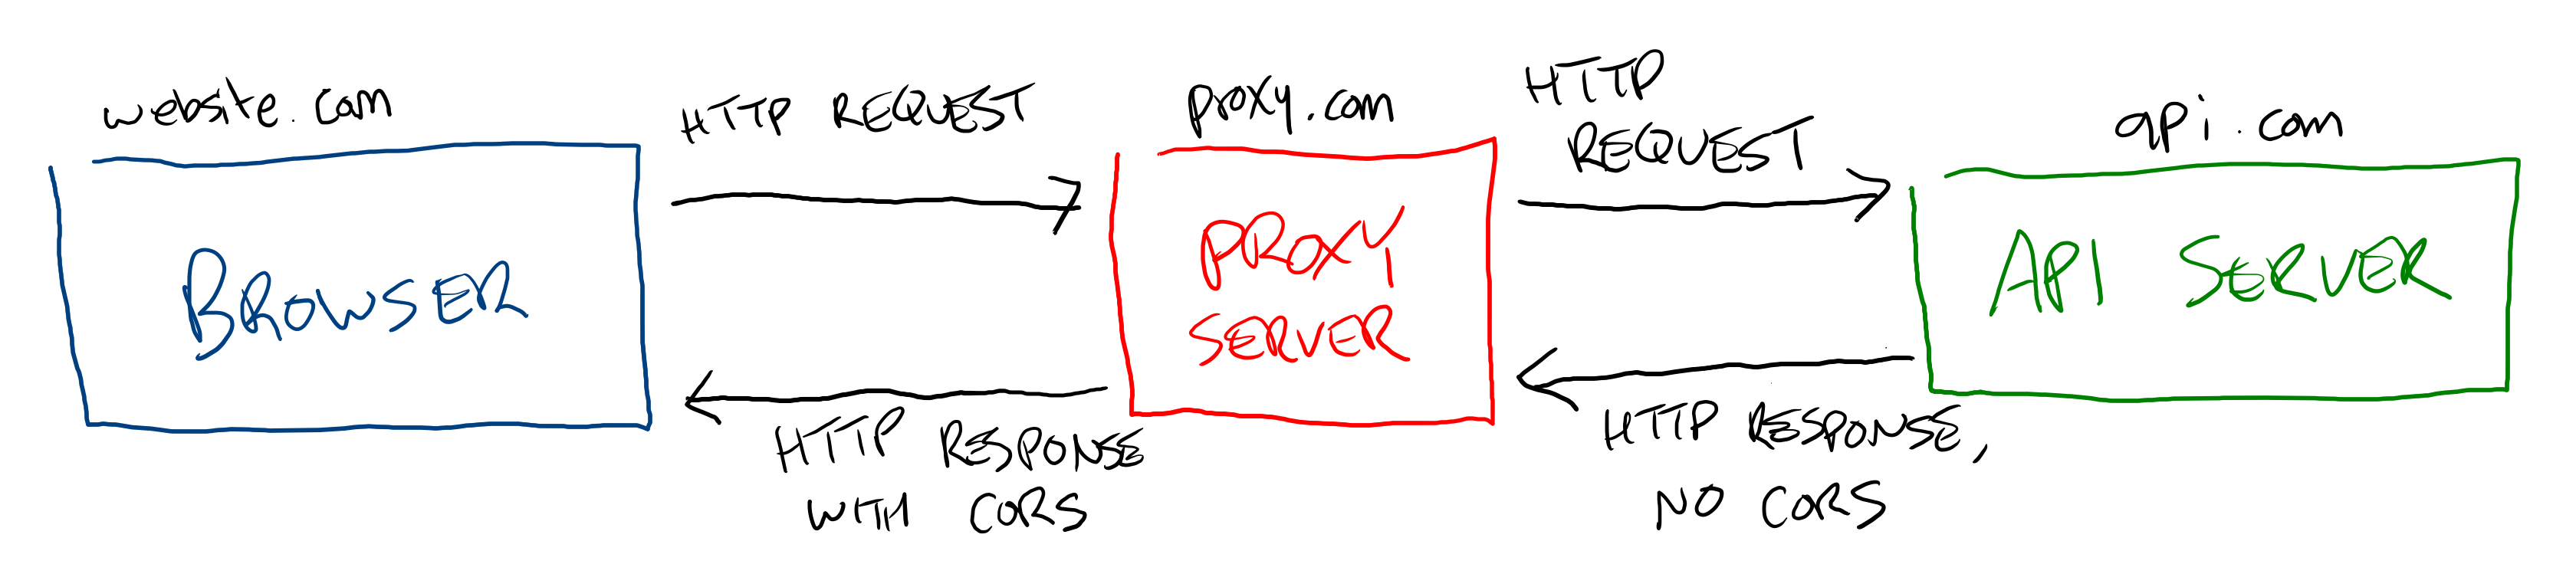 website.com
HTTP REQUEST
proxy.com
HTTP
REQUEST
api.com
BROWSER
PROXY
SERVER
API SERVER
HTTP RESPONSE
WITH CORS
HTTP RESPONSE,
NO CORS